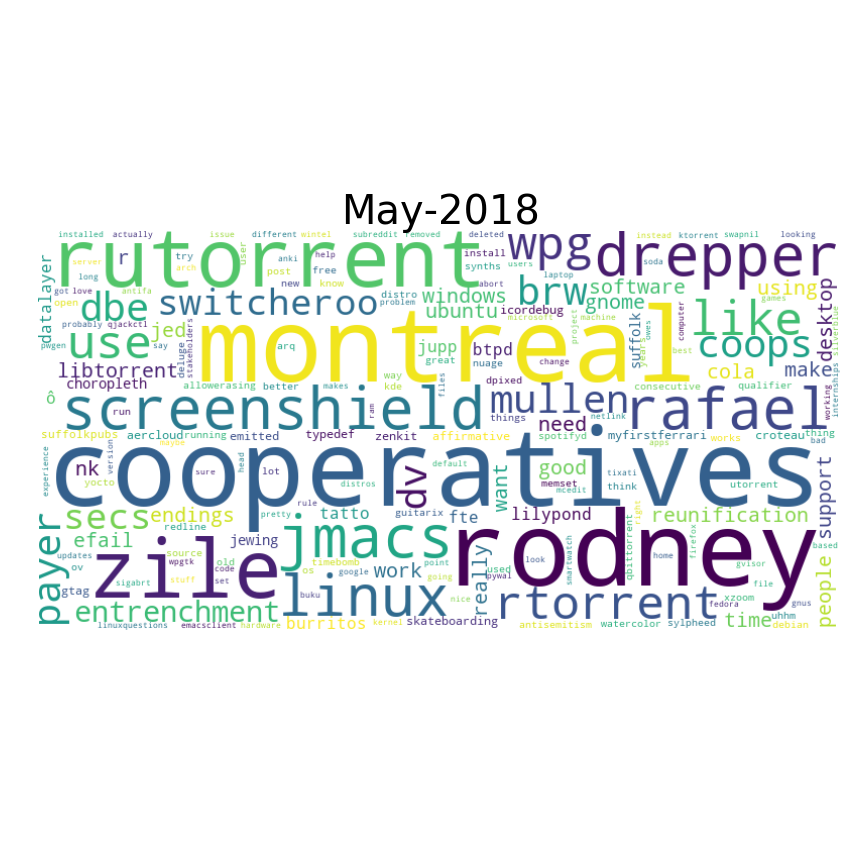 May-2018
installed actually issue different wintel subreddit removed deleted instead ktorrent swapnil looking
rutorrent wpg drepper
r try user anki help install synths users abort laptop soda
server arch long post new free know
datalayer got love antifa open
dbe switcheroo distro problem windows ubuntu brw icordebug software gnome using games desktop
probably qjackctl microsoft project machine
montreal
pwgen use jed say deluge stakeholders arq jupp great btpd nuage change suffolk owes computer like best coops silverblue
libtorrent way kde files dpixed make
choropleth allowerasing better makes consecutive cola qualifier internships
ô run screenshield ram mullen things need netlink rafael working
suffolkpubs aercloud running emitted typedef zenkit affirmative spotifyd myfirstferrari works croteau thing
maybe apps bad
experience nk version yocto sure head lot cooperatives distros default dv want good memset mcedit tixati think utorrent support
rule
secs endings pretty tatto guitarix fte lilypond right reunification
redline
payer efail jewing jmacs rodney firefox based
updates source old timebomb point look home gvisor
ov wpgtk zile os google going work really used pywal smartwatch qbittorrent file people
gtag sigabrt stuff set code buku linux nice rtorrent xzoom fedora gnus
entrenchment burritos skateboarding time uhhm
linuxquestions emacsclient hardware kernel antisemitism watercolor sylpheed debian